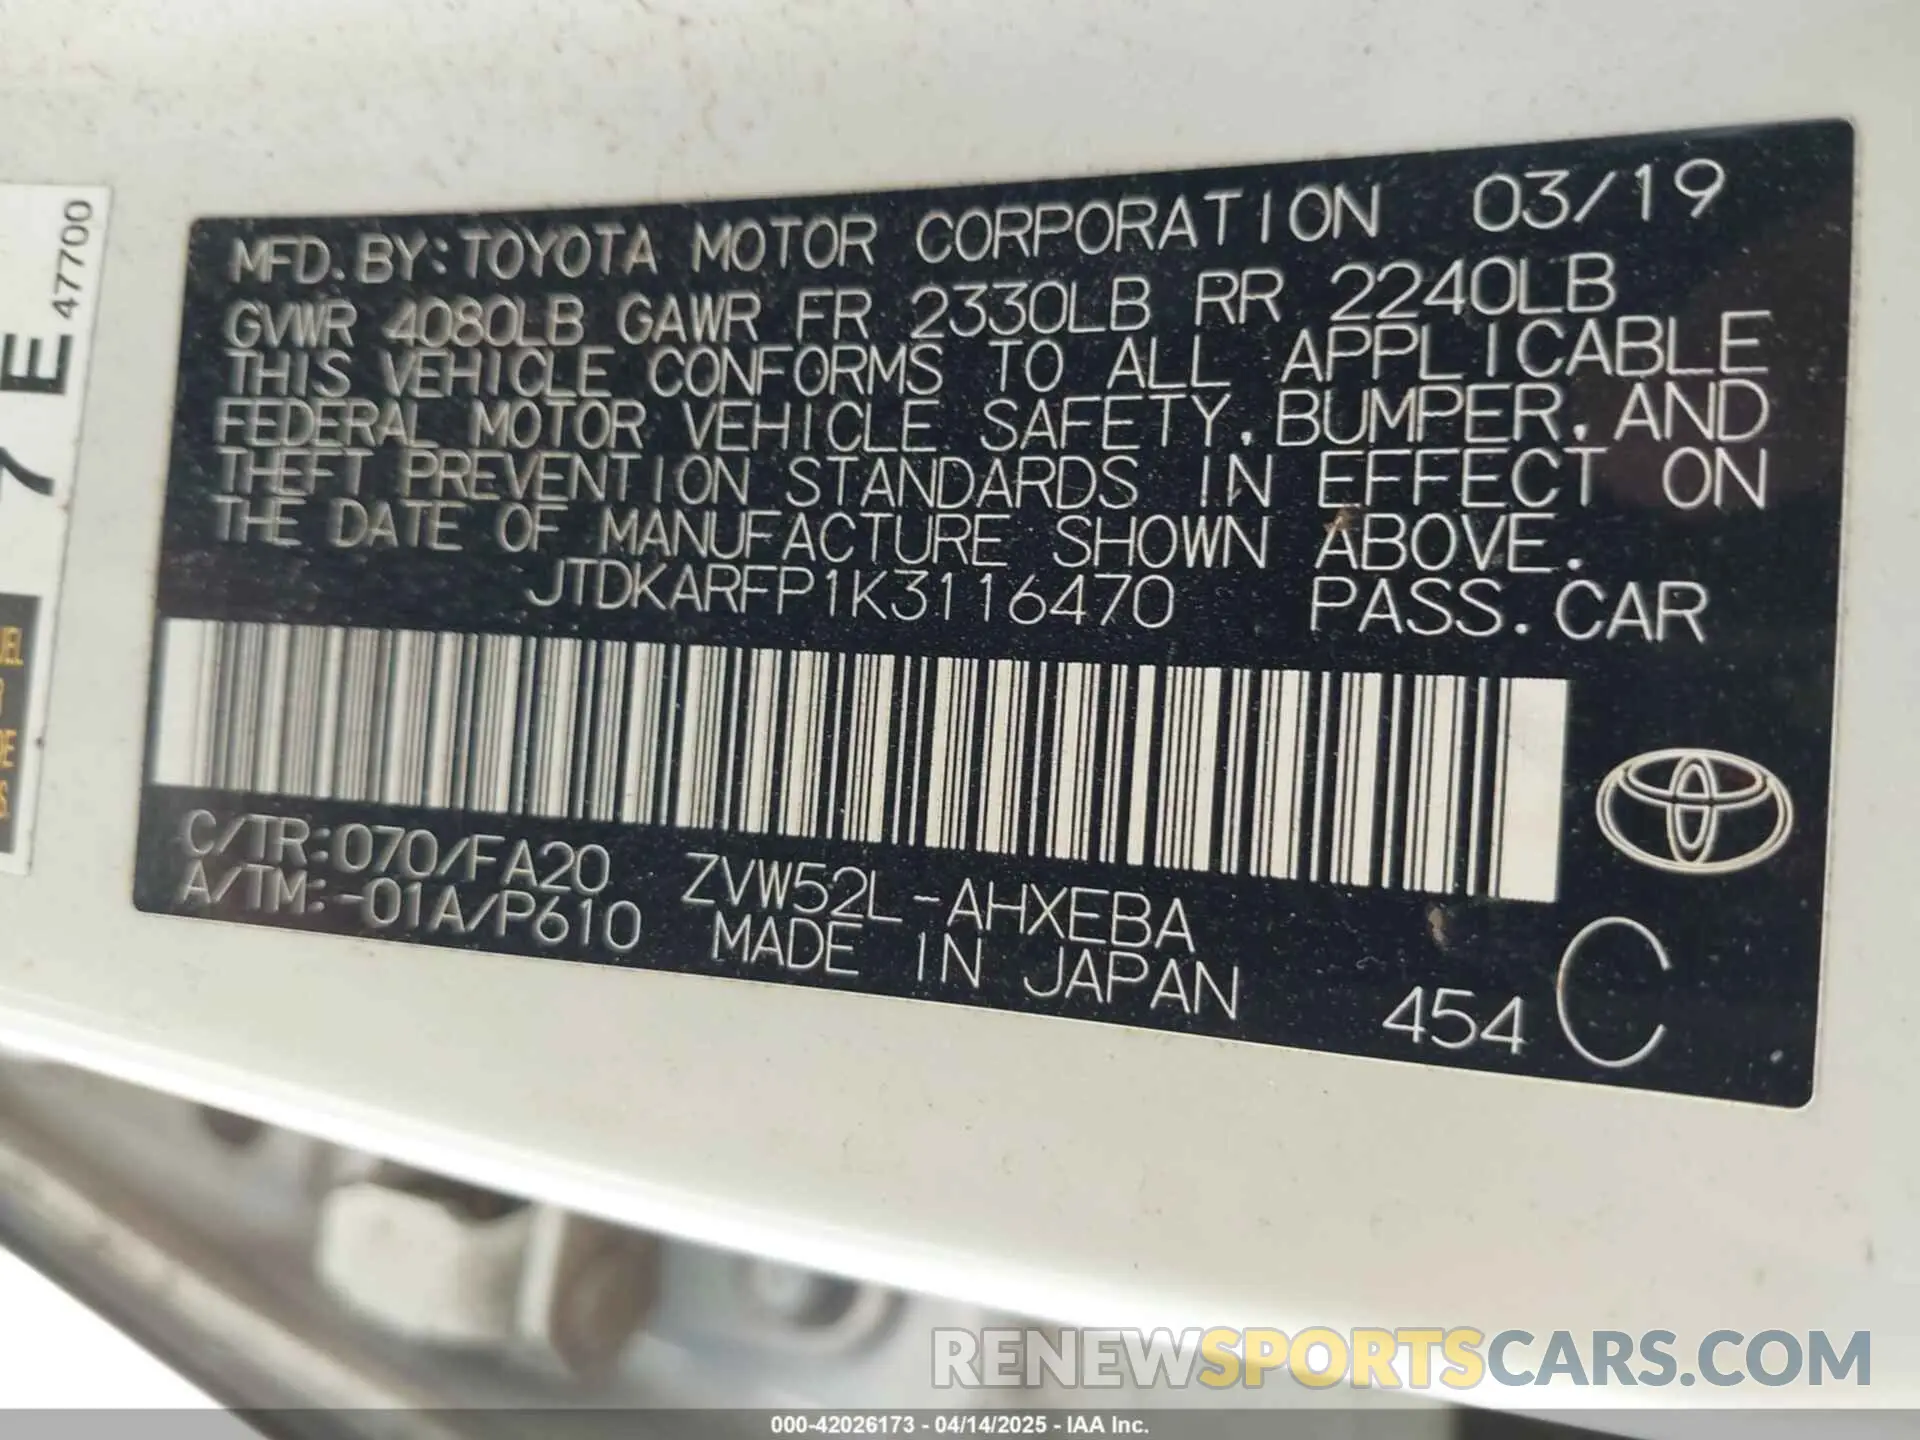 MFD. BY: TOYOTA MOTOR CORPORATION 03/19
GVWR 4080LB GAWR FR 2330LB RR 2240LB
THIS VEHICLE CONFORMS TO ALL APPLICABLE
FEDERAL MOTOR VEHICLE SAFETY, BUMPER, AND
THEFT PREVENTION STANDARDS IN EFFECT ON
THE DATE OF MANUFACTURE SHOWN ABOVE.
JTDKARFP1K3116470 PASS. CAR
C/TR: 070/FA20 ZVW52L-AHXEBA
A/TM: -01A/P610 MADE IN JAPAN
454 C
7E
47700
RENEWSPORTSCARS.COM
000-42026173 - 04/14/2025 - IAA Inc.